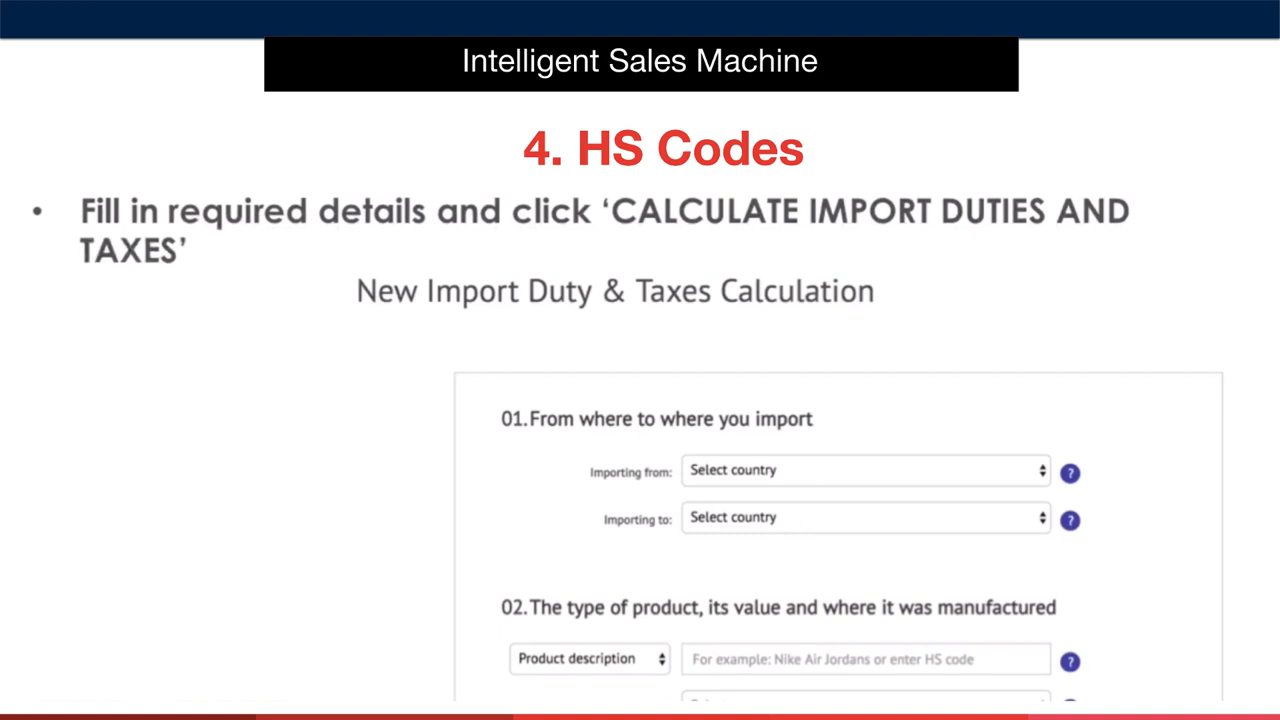 Intelligent Sales Machine
4. HS Codes
• Fill in required details and click ‘CALCULATE IMPORT DUTIES AND
TAXES’
New Import Duty & Taxes Calculation
01. From where to where you import
Importing from: Select country ?
Importing to: Select country ?
02. The type of product, its value and where it was manufactured
Product description For example: Nike Air Jordans or enter HS code ?